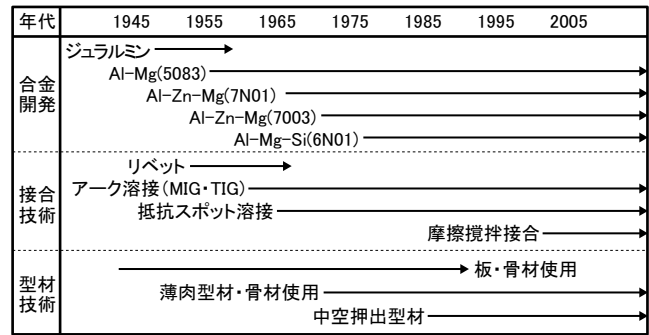 年代 1945 1955 1965 1975 1985 1995 2005
合金開発
ジュラルミン
Al-Mg(5083)
Al-Zn-Mg(7N01)
Al-Zn-Mg(7003)
Al-Mg-Si(6N01)
接合技術
リベット
アーク溶接(MIG・TIG)
抵抗スポット溶接
摩擦撹拌接合
型材技術
板・骨材使用
薄肉型材・骨材使用
中空押出型材